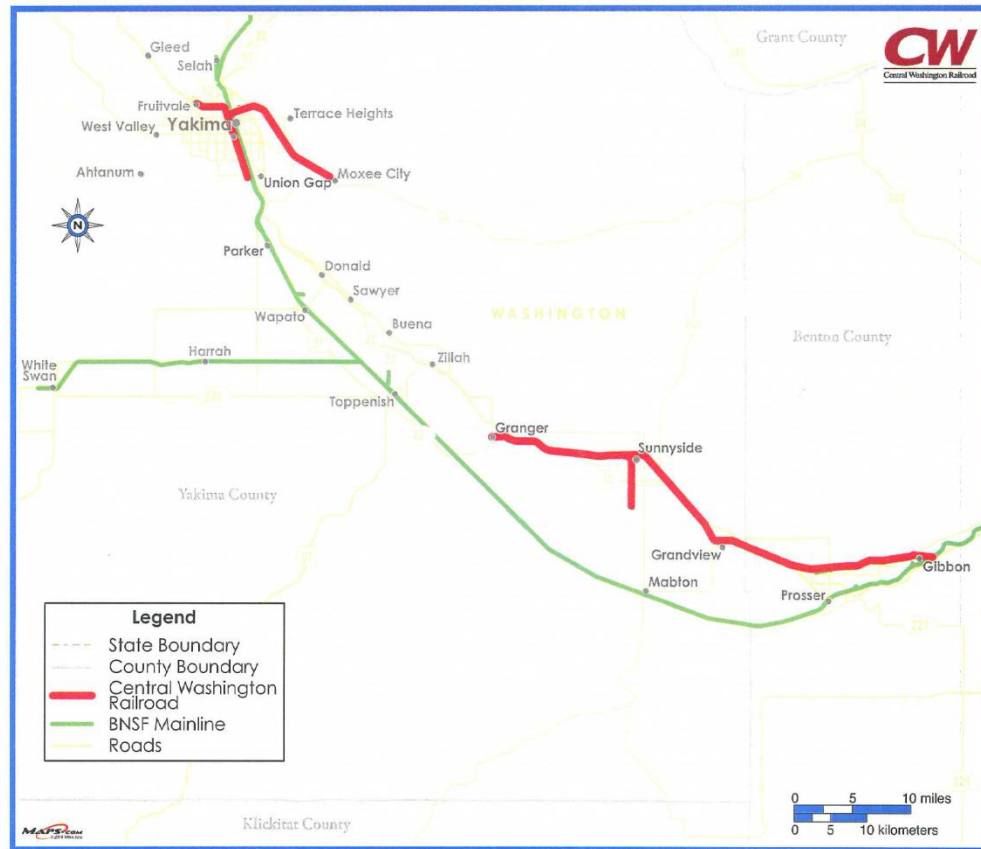 Grant County
CW
Central Washington Railroad
Gleed
Selah
Fruitvale
Terrace Heights
West Valley
Yakima
Ahtanum
Union Gap
Moxee City
N
Parker
Donald
Sawyer
Wapato
Buena
WASHINGTON
Benton County
Harrah
White
Swan
Zillah
Toppenish
Granger
Sunnyside
Yakima County
Grandview
Gibbon
Mabton
Prosser
221
Legend
State Boundary
County Boundary
Central Washington
Railroad
BNSF Mainline
Roads
0 5 10 miles
0 5 10 kilometers
MAPS.com
Klickitat County